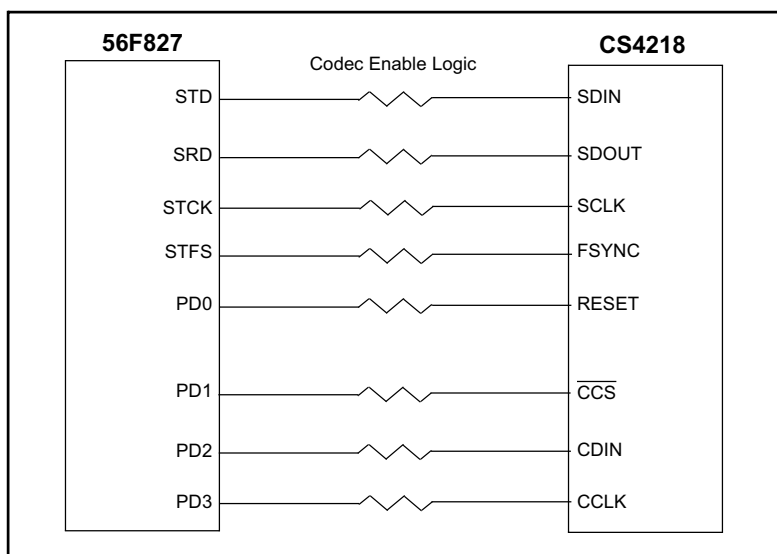 56F827
Codec Enable Logic
CS4218
STD
SDIN
SRD
SDOUT
STCK
SCLK
STFS
FSYNC
PD0
RESET
PD1
CCS
PD2
CDIN
PD3
CCLK